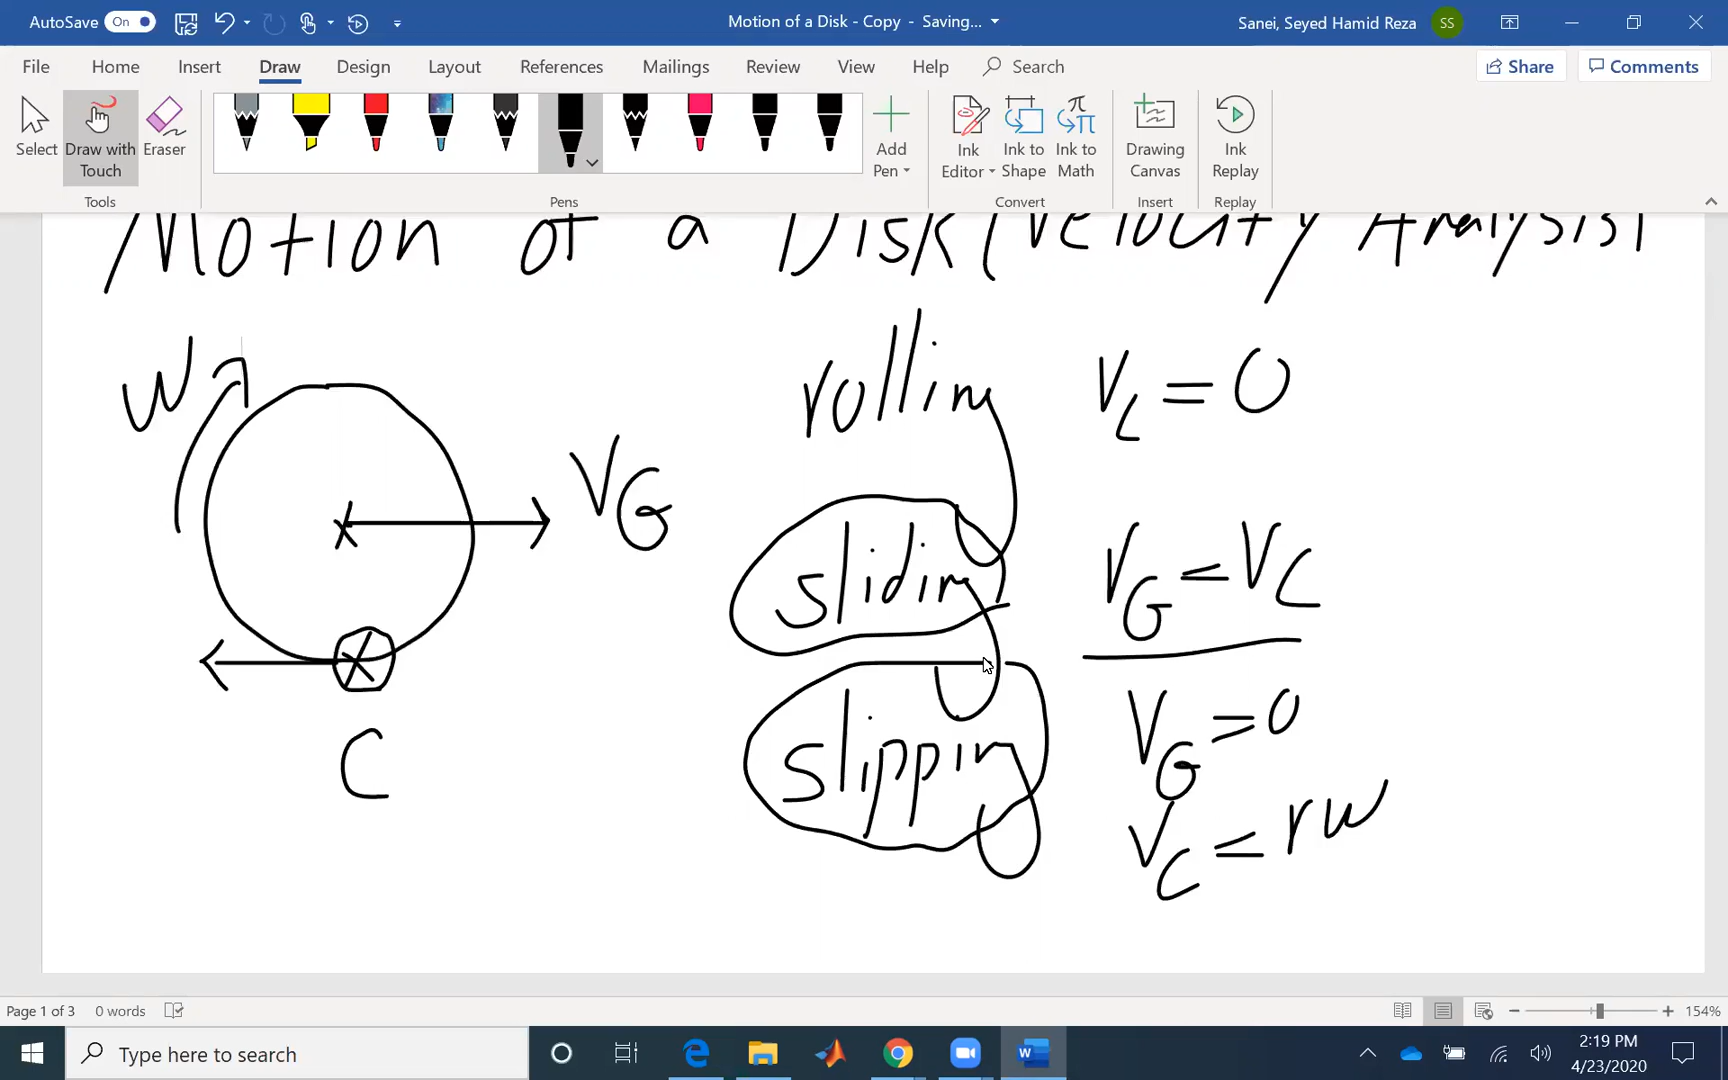 AutoSave On
Motion of a Disk - Copy - Saving...
Sanei, Seyed Hamid Reza SS
File Home Insert Draw Design Layout References Mailings Review View Help Search
Share Comments
Select Draw with Touch Eraser
Add Pen
Ink Editor Ink to Shape Ink to Math
Drawing Canvas
Ink Replay
Tools Pens Convert Insert Replay
Motion of a Disk (Velocity Analysis)
W
VG
C
rolling VC = 0
sliding VG = VC
slipping VG = 0
VC = rw
Page 1 of 3 0 words 154%
Type here to search
2:19 PM
4/23/2020